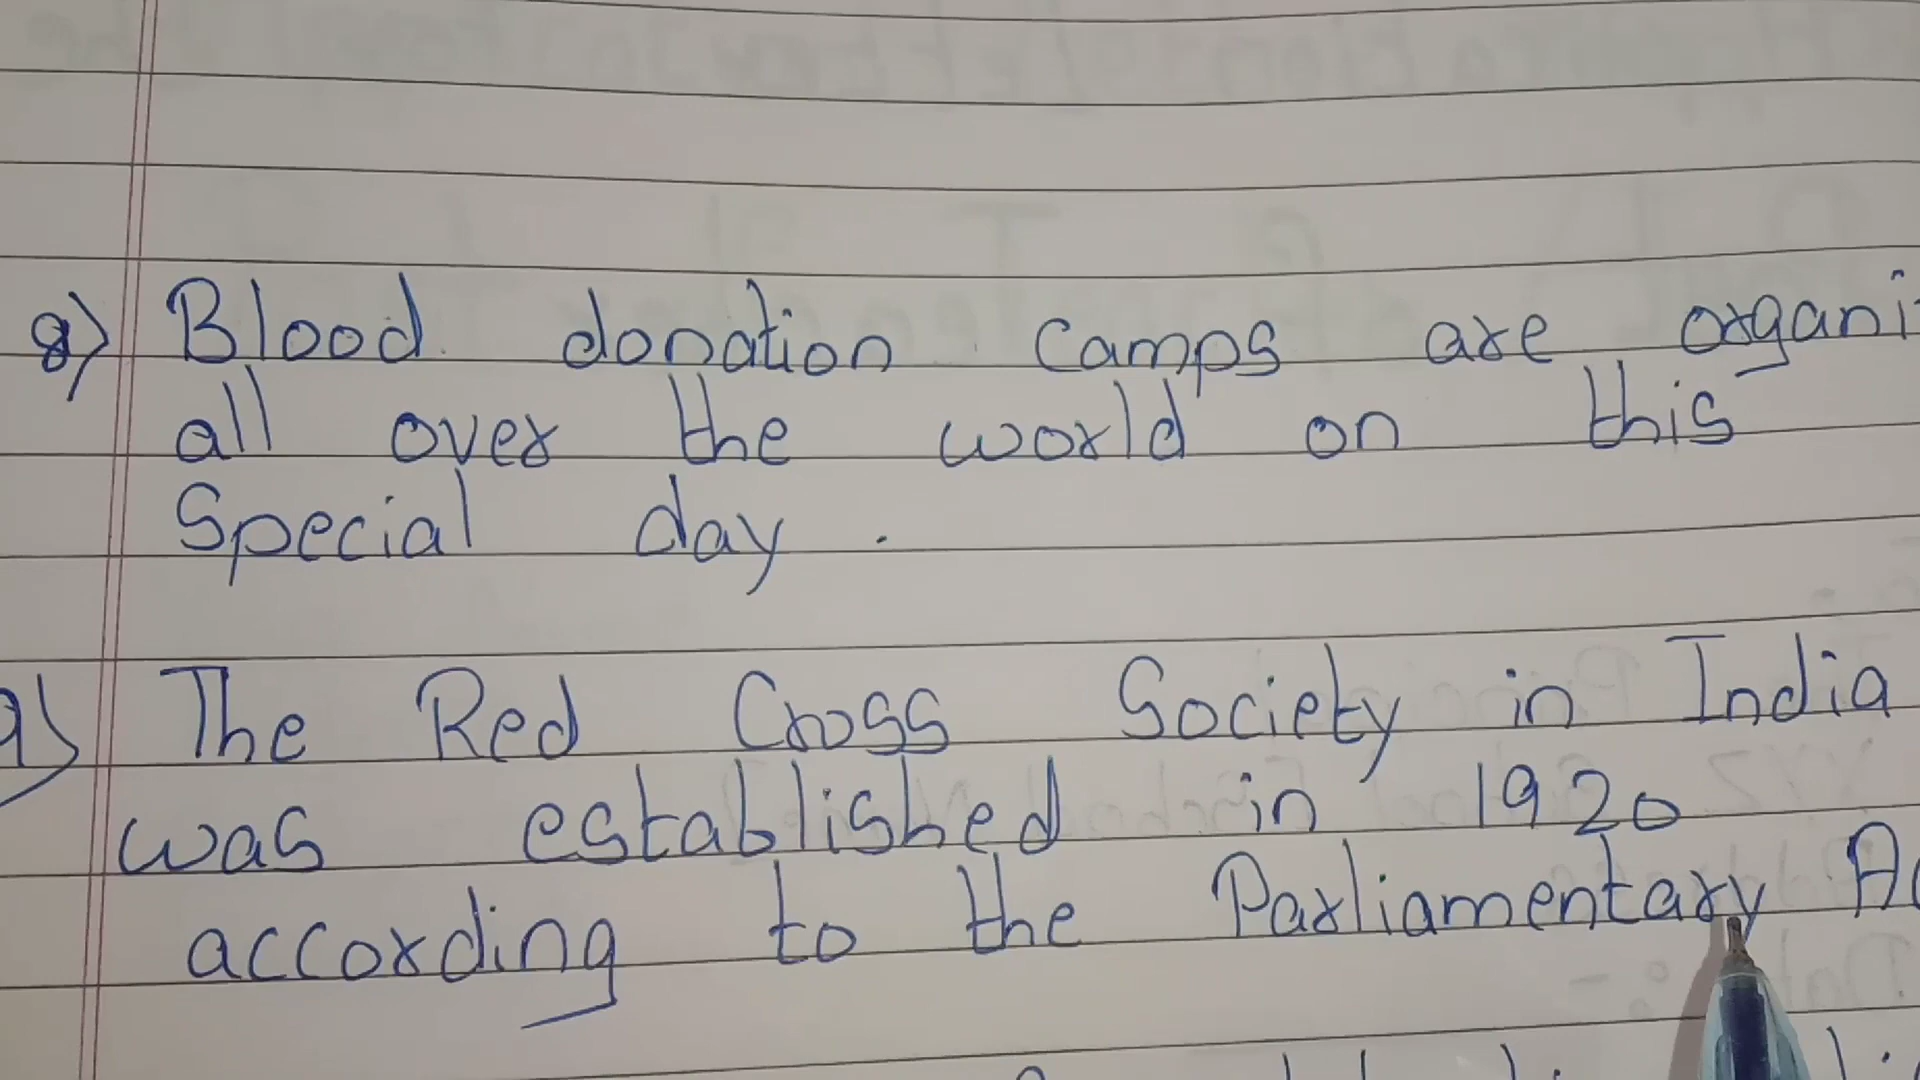 8) Blood donation camps are organi
all over the world on this
Special day .
9) The Red Cross Society in India
was established in 1920
according to the Parliamentary Ac